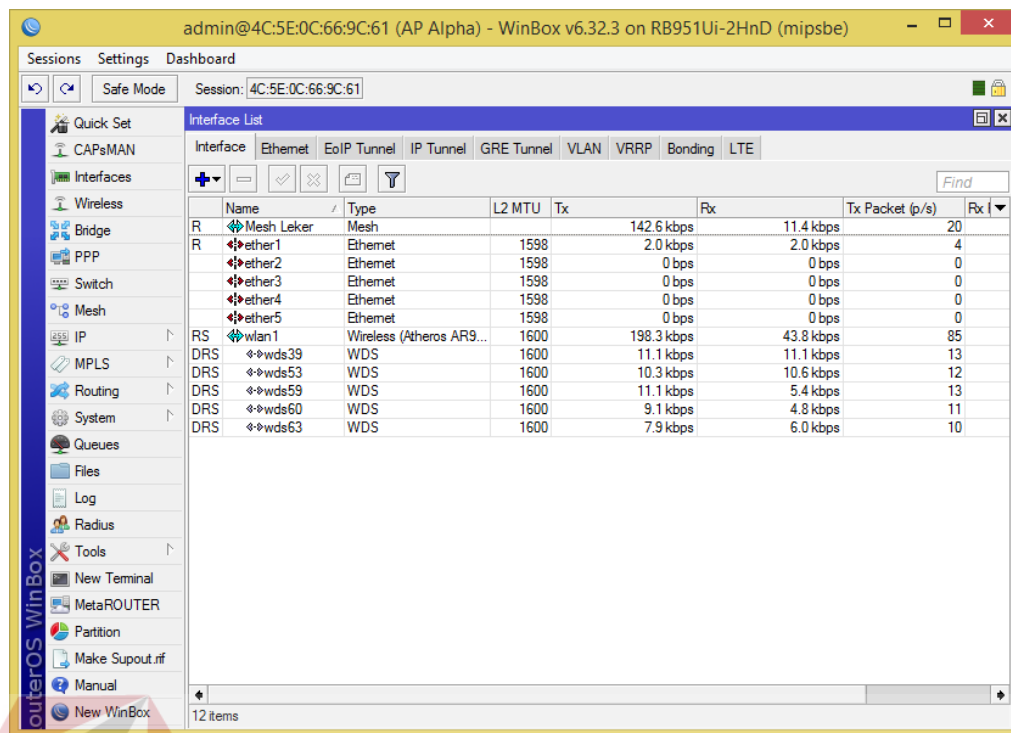 admin@4C:5E:0C:66:9C:61 (AP Alpha) - WinBox v6.32.3 on RB951Ui-2HnD (mipsbe)
Sessions Settings Dashboard
Safe Mode Session: 4C:5E:0C:66:9C:61
Quick Set
CAPsMAN
Interfaces
Wireless
Bridge
PPP
Switch
Mesh
IP
MPLS
Routing
System
Queues
Files
Log
Radius
Tools
New Terminal
MetaROUTER
Partition
Make Supout.rif
Manual
New WinBox
outerOS WinBox
Interface List
Interface Ethernet EoIP Tunnel IP Tunnel GRE Tunnel VLAN VRRP Bonding LTE
Find
Name Type L2 MTU Tx Rx Tx Packet (p/s) Rx
R Mesh Leker Mesh 142.6 kbps 11.4 kbps 20
R ether1 Ethernet 1598 2.0 kbps 2.0 kbps 4
ether2 Ethernet 1598 0 bps 0 bps 0
ether3 Ethernet 1598 0 bps 0 bps 0
ether4 Ethernet 1598 0 bps 0 bps 0
ether5 Ethernet 1598 0 bps 0 bps 0
RS wlan1 Wireless (Atheros AR9... 1600 198.3 kbps 43.8 kbps 85
DRS wds39 WDS 1600 11.1 kbps 11.1 kbps 13
DRS wds53 WDS 1600 10.3 kbps 10.6 kbps 12
DRS wds59 WDS 1600 11.1 kbps 5.4 kbps 13
DRS wds60 WDS 1600 9.1 kbps 4.8 kbps 11
DRS wds63 WDS 1600 7.9 kbps 6.0 kbps 10
12 items